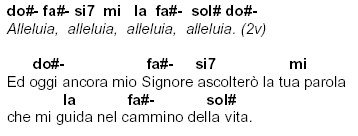 do#- fa#- si7 mi la fa#- sol# do#-
Alleluia, alleluia, alleluia, alleluia. (2v)
do#- fa#- si7 mi
Ed oggi ancora mio Signore ascolterò la tua parola
la fa#- sol#
che mi guida nel cammino della vita.